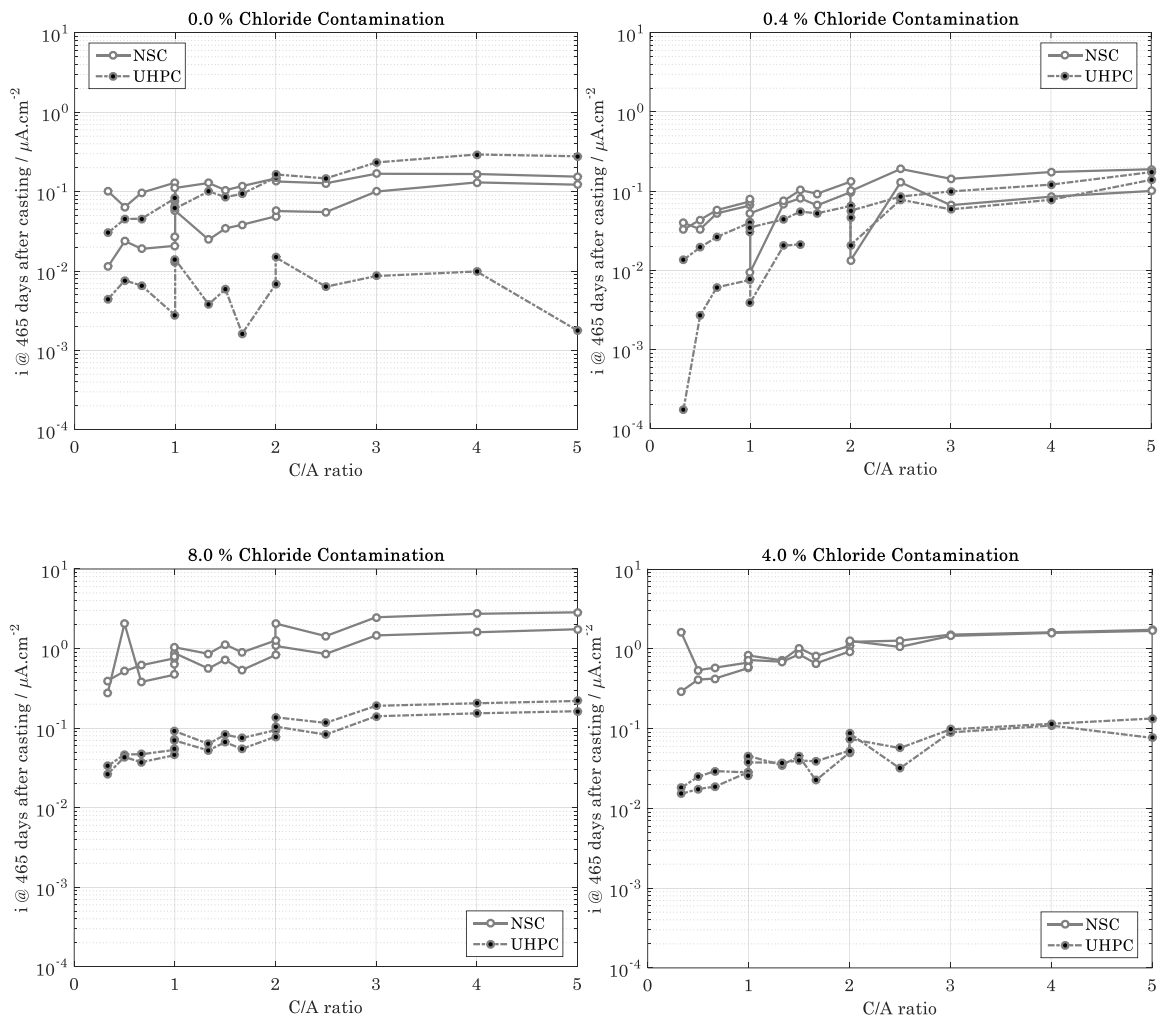 0.0 % Chloride Contamination
NSC
UHPC
i @ 465 days after casting / μA.cm-2
10^1
10^0
10^-1
10^-2
10^-3
10^-4
0 1 2 3 4 5
C/A ratio
0.4 % Chloride Contamination
NSC
UHPC
i @ 465 days after casting / μA.cm-2
10^1
10^0
10^-1
10^-2
10^-3
10^-4
0 1 2 3 4 5
C/A ratio
8.0 % Chloride Contamination
i @ 465 days after casting / μA.cm-2
10^1
10^0
10^-1
10^-2
10^-3
10^-4
NSC
UHPC
0 1 2 3 4 5
C/A ratio
4.0 % Chloride Contamination
i @ 465 days after casting / μA.cm-2
10^1
10^0
10^-1
10^-2
10^-3
10^-4
NSC
UHPC
0 1 2 3 4 5
C/A ratio